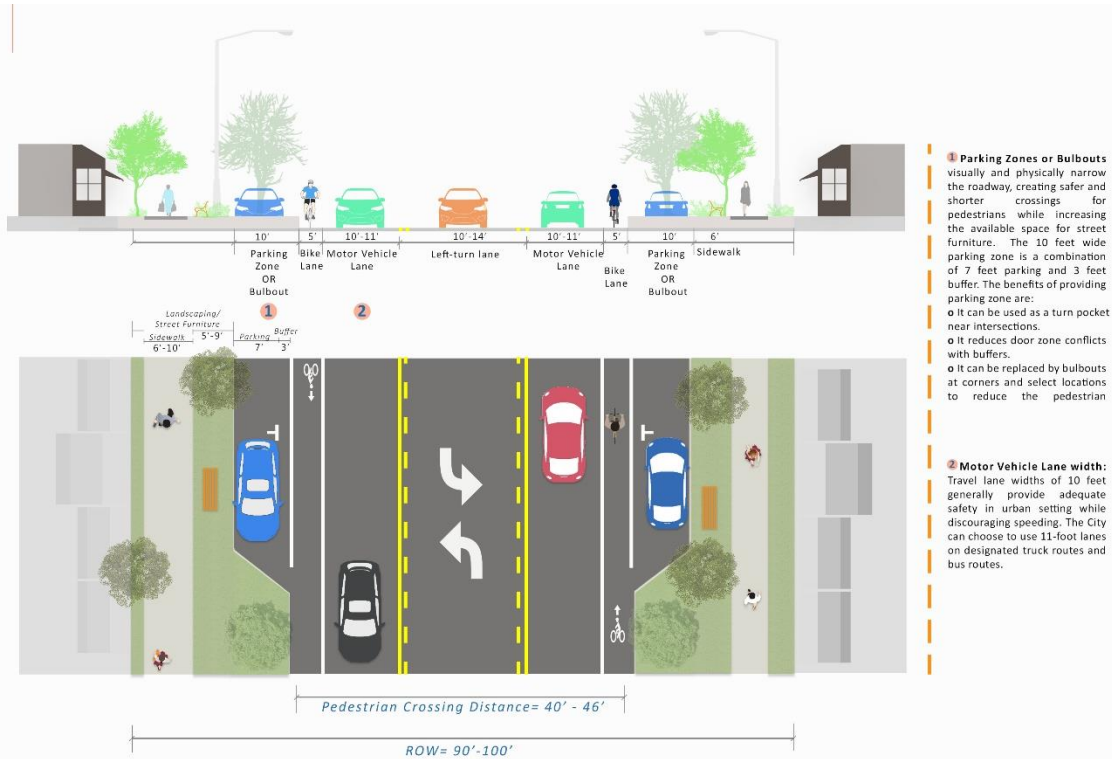 10' 5' 10'-11' 10'-14' 10'-11' 5' 10' 6'
Parking
Zone
OR
Bulbout
Bike
Lane
Motor Vehicle
Lane
Left-turn lane
Motor Vehicle
Lane
Bike
Lane
Parking
Zone
OR
Bulbout
Sidewalk
1
2
Landscaping/
Street Furniture
Sidewalk
6'-10'
5'-9'
Parking
7'
Buffer
3'
Pedestrian Crossing Distance= 40' - 46'
ROW= 90'-100'
1 Parking Zones or Bulbouts
visually and physically narrow
the roadway, creating safer and
shorter crossings for
pedestrians while increasing
the available space for street
furniture. The 10 feet wide
parking zone is a combination
of 7 feet parking and 3 feet
buffer. The benefits of providing
parking zone are:
o It can be used as a turn pocket
near intersections.
o It reduces door zone conflicts
with buffers.
o It can be replaced by bulbouts
at corners and select locations
to reduce the pedestrian
2 Motor Vehicle Lane width:
Travel lane widths of 10 feet
generally provide adequate
safety in urban setting while
discouraging speeding. The City
can choose to use 11-foot lanes
on designated truck routes and
bus routes.